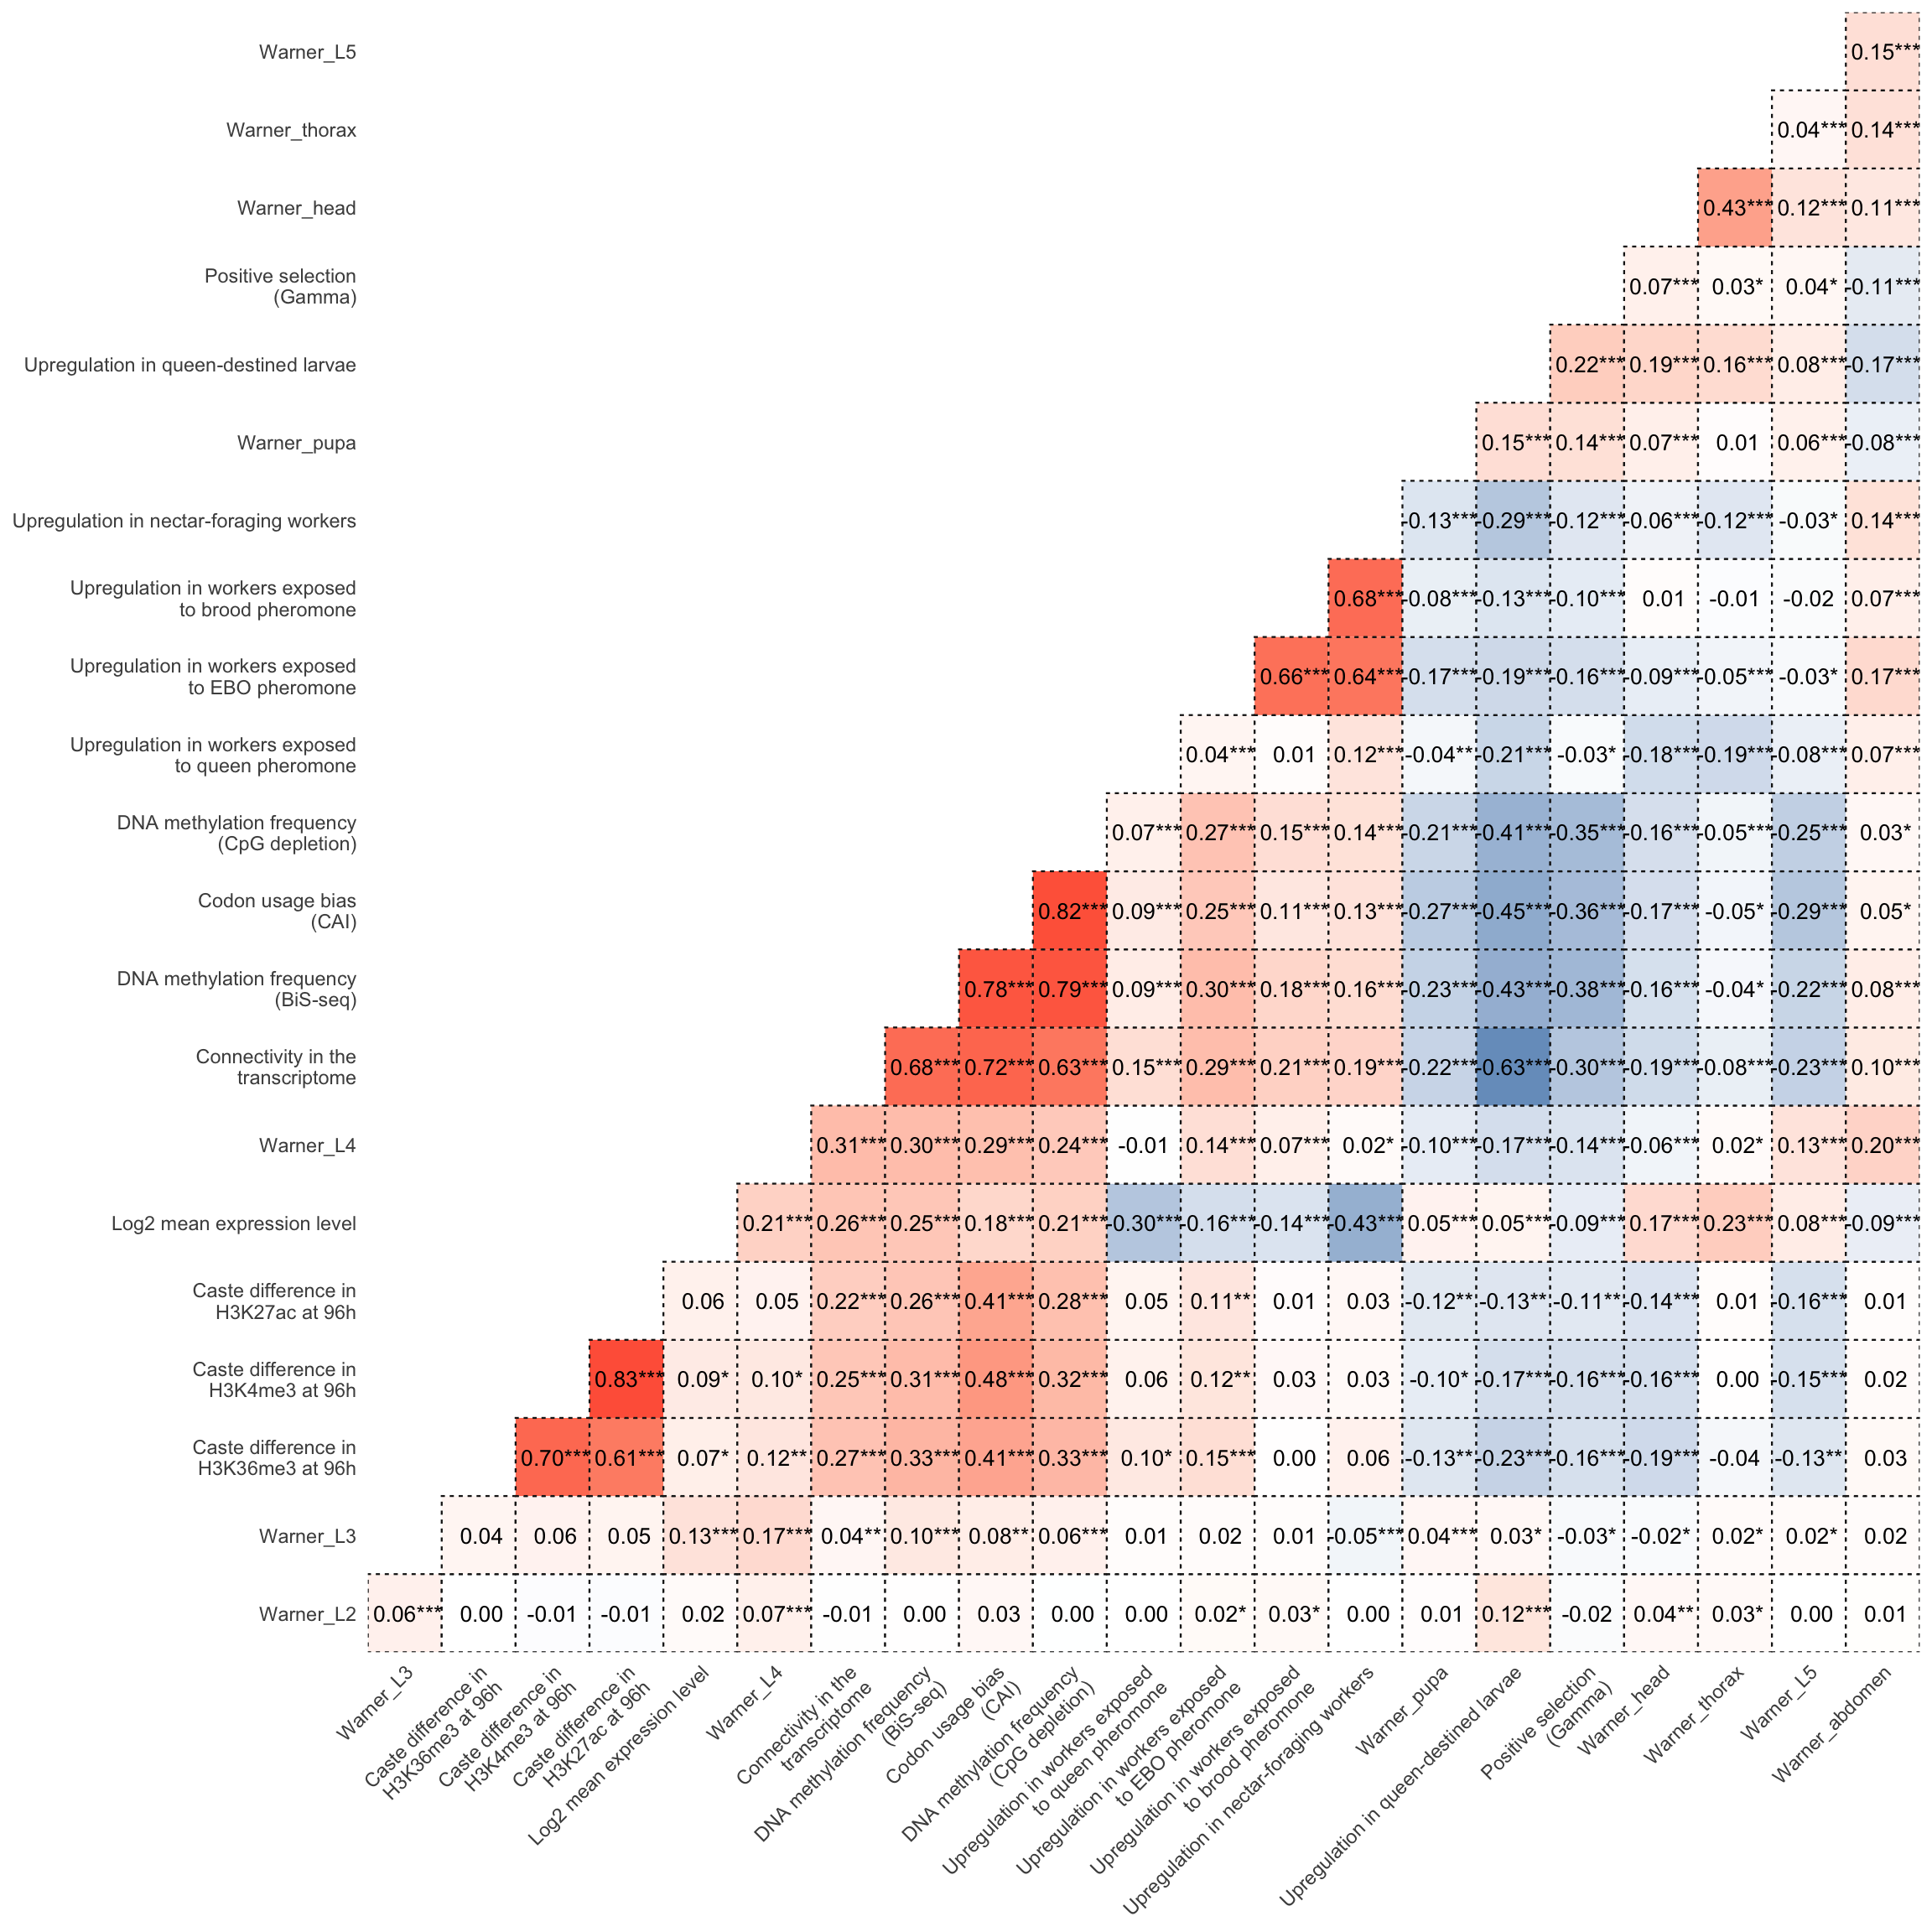 Warner_L5
0.15***
Warner_thorax
0.04*** 0.14***
Warner_head
0.43*** 0.12*** 0.11***
Positive selection
(Gamma)
0.07*** 0.03* 0.04* -0.11***
Upregulation in queen-destined larvae
0.22*** 0.19*** 0.16*** 0.08*** -0.17***
Warner_pupa
0.15*** 0.14*** 0.07*** 0.01 0.06*** -0.08***
Upregulation in nectar-foraging workers
-0.13*** -0.29*** -0.12*** -0.06*** -0.12*** -0.03* 0.14***
Upregulation in workers exposed
to brood pheromone
0.68*** -0.08*** -0.13*** -0.10*** 0.01 -0.01 -0.02 0.07***
Upregulation in workers exposed
to EBO pheromone
0.66*** 0.64*** -0.17*** -0.19*** -0.16*** -0.09*** -0.05*** -0.03* 0.17***
Upregulation in workers exposed
to queen pheromone
0.04*** 0.01 0.12*** -0.04** -0.21*** -0.03* -0.18*** -0.19*** -0.08*** 0.07***
DNA methylation frequency
(CpG depletion)
0.07*** 0.27*** 0.15*** 0.14*** -0.21*** -0.41*** -0.35*** -0.16*** -0.05*** -0.25*** 0.03*
Codon usage bias
(CAI)
0.82*** 0.09*** 0.25*** 0.11*** 0.13*** -0.27*** -0.45*** -0.36*** -0.17*** -0.05* -0.29*** 0.05*
DNA methylation frequency
(BiS-seq)
0.78*** 0.79*** 0.09*** 0.30*** 0.18*** 0.16*** -0.23*** -0.43*** -0.38*** -0.16*** -0.04* -0.22*** 0.08***
Connectivity in the
transcriptome
0.68*** 0.72*** 0.63*** 0.15*** 0.29*** 0.21*** 0.19*** -0.22*** -0.63*** -0.30*** -0.19*** -0.08*** -0.23*** 0.10***
Warner_L4
0.31*** 0.30*** 0.29*** 0.24*** -0.01 0.14*** 0.07*** 0.02* -0.10*** -0.17*** -0.14*** -0.06*** 0.02* 0.13*** 0.20***
Log2 mean expression level
0.21*** 0.26*** 0.25*** 0.18*** 0.21*** -0.30*** -0.16*** -0.14*** -0.43*** 0.05*** 0.05*** -0.09*** 0.17*** 0.23*** 0.08*** -0.09***
Caste difference in
H3K27ac at 96h
0.06 0.05 0.22*** 0.26*** 0.41*** 0.28*** 0.05 0.11** 0.01 0.03 -0.12** -0.13** -0.11** -0.14*** 0.01 -0.16*** 0.01
Caste difference in
H3K4me3 at 96h
0.83*** 0.09* 0.10* 0.25*** 0.31*** 0.48*** 0.32*** 0.06 0.12** 0.03 0.03 -0.10* -0.17*** -0.16*** -0.16*** 0.00 -0.15*** 0.02
Caste difference in
H3K36me3 at 96h
0.70*** 0.61*** 0.07* 0.12** 0.27*** 0.33*** 0.41*** 0.33*** 0.10* 0.15*** 0.00 0.06 -0.13** -0.23*** -0.16*** -0.19*** -0.04 -0.13** 0.03
Warner_L3
0.04 0.06 0.05 0.13*** 0.17*** 0.04** 0.10*** 0.08** 0.06*** 0.01 0.02 0.01 -0.05*** 0.04*** 0.03* -0.03* -0.02* 0.02* 0.02* 0.02
Warner_L2
0.06*** 0.00 -0.01 -0.01 0.02 0.07*** -0.01 0.00 0.03 0.00 0.00 0.02* 0.03* 0.00 0.01 0.12*** -0.02 0.04** 0.03* 0.00 0.01
Warner_L3
Caste difference in
H3K36me3 at 96h
Caste difference in
H3K4me3 at 96h
Caste difference in
H3K27ac at 96h
Log2 mean expression level
Warner_L4
Connectivity in the
transcriptome
DNA methylation frequency
(BiS-seq)
Codon usage bias
(CAI)
DNA methylation frequency
(CpG depletion)
Upregulation in workers exposed
to queen pheromone
Upregulation in workers exposed
to EBO pheromone
Upregulation in workers exposed
to brood pheromone
Upregulation in nectar-foraging workers
Warner_pupa
Upregulation in queen-destined larvae
Positive selection
(Gamma)
Warner_head
Warner_thorax
Warner_L5
Warner_abdomen